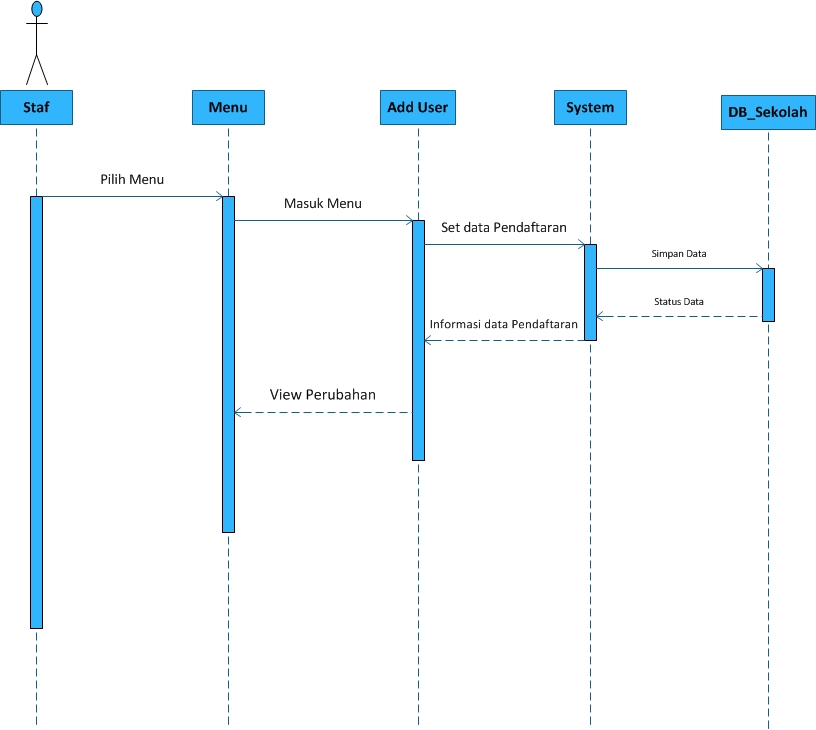 Staf
Menu
Add User
System
DB_Sekolah
Pilih Menu
Masuk Menu
Set data Pendaftaran
Simpan Data
Status Data
Informasi data Pendaftaran
View Perubahan